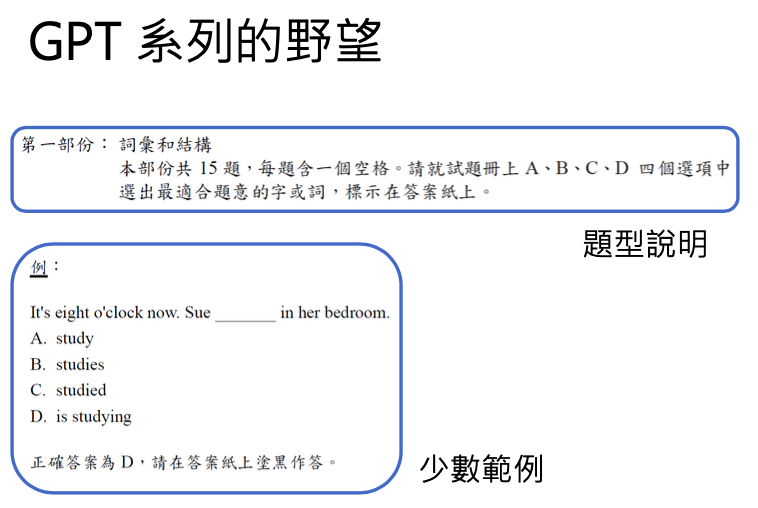 GPT 系列的野望
第一部份： 詞彙和結構
本部份共 15 題，每題含一個空格。請就試題冊上 A、B、C、D 四個選項中
選出最適合題意的字或詞，標示在答案紙上。
題型說明
例：
It's eight o'clock now. Sue _______ in her bedroom.
A. study
B. studies
C. studied
D. is studying
正確答案為 D，請在答案紙上塗黑作答。
少數範例